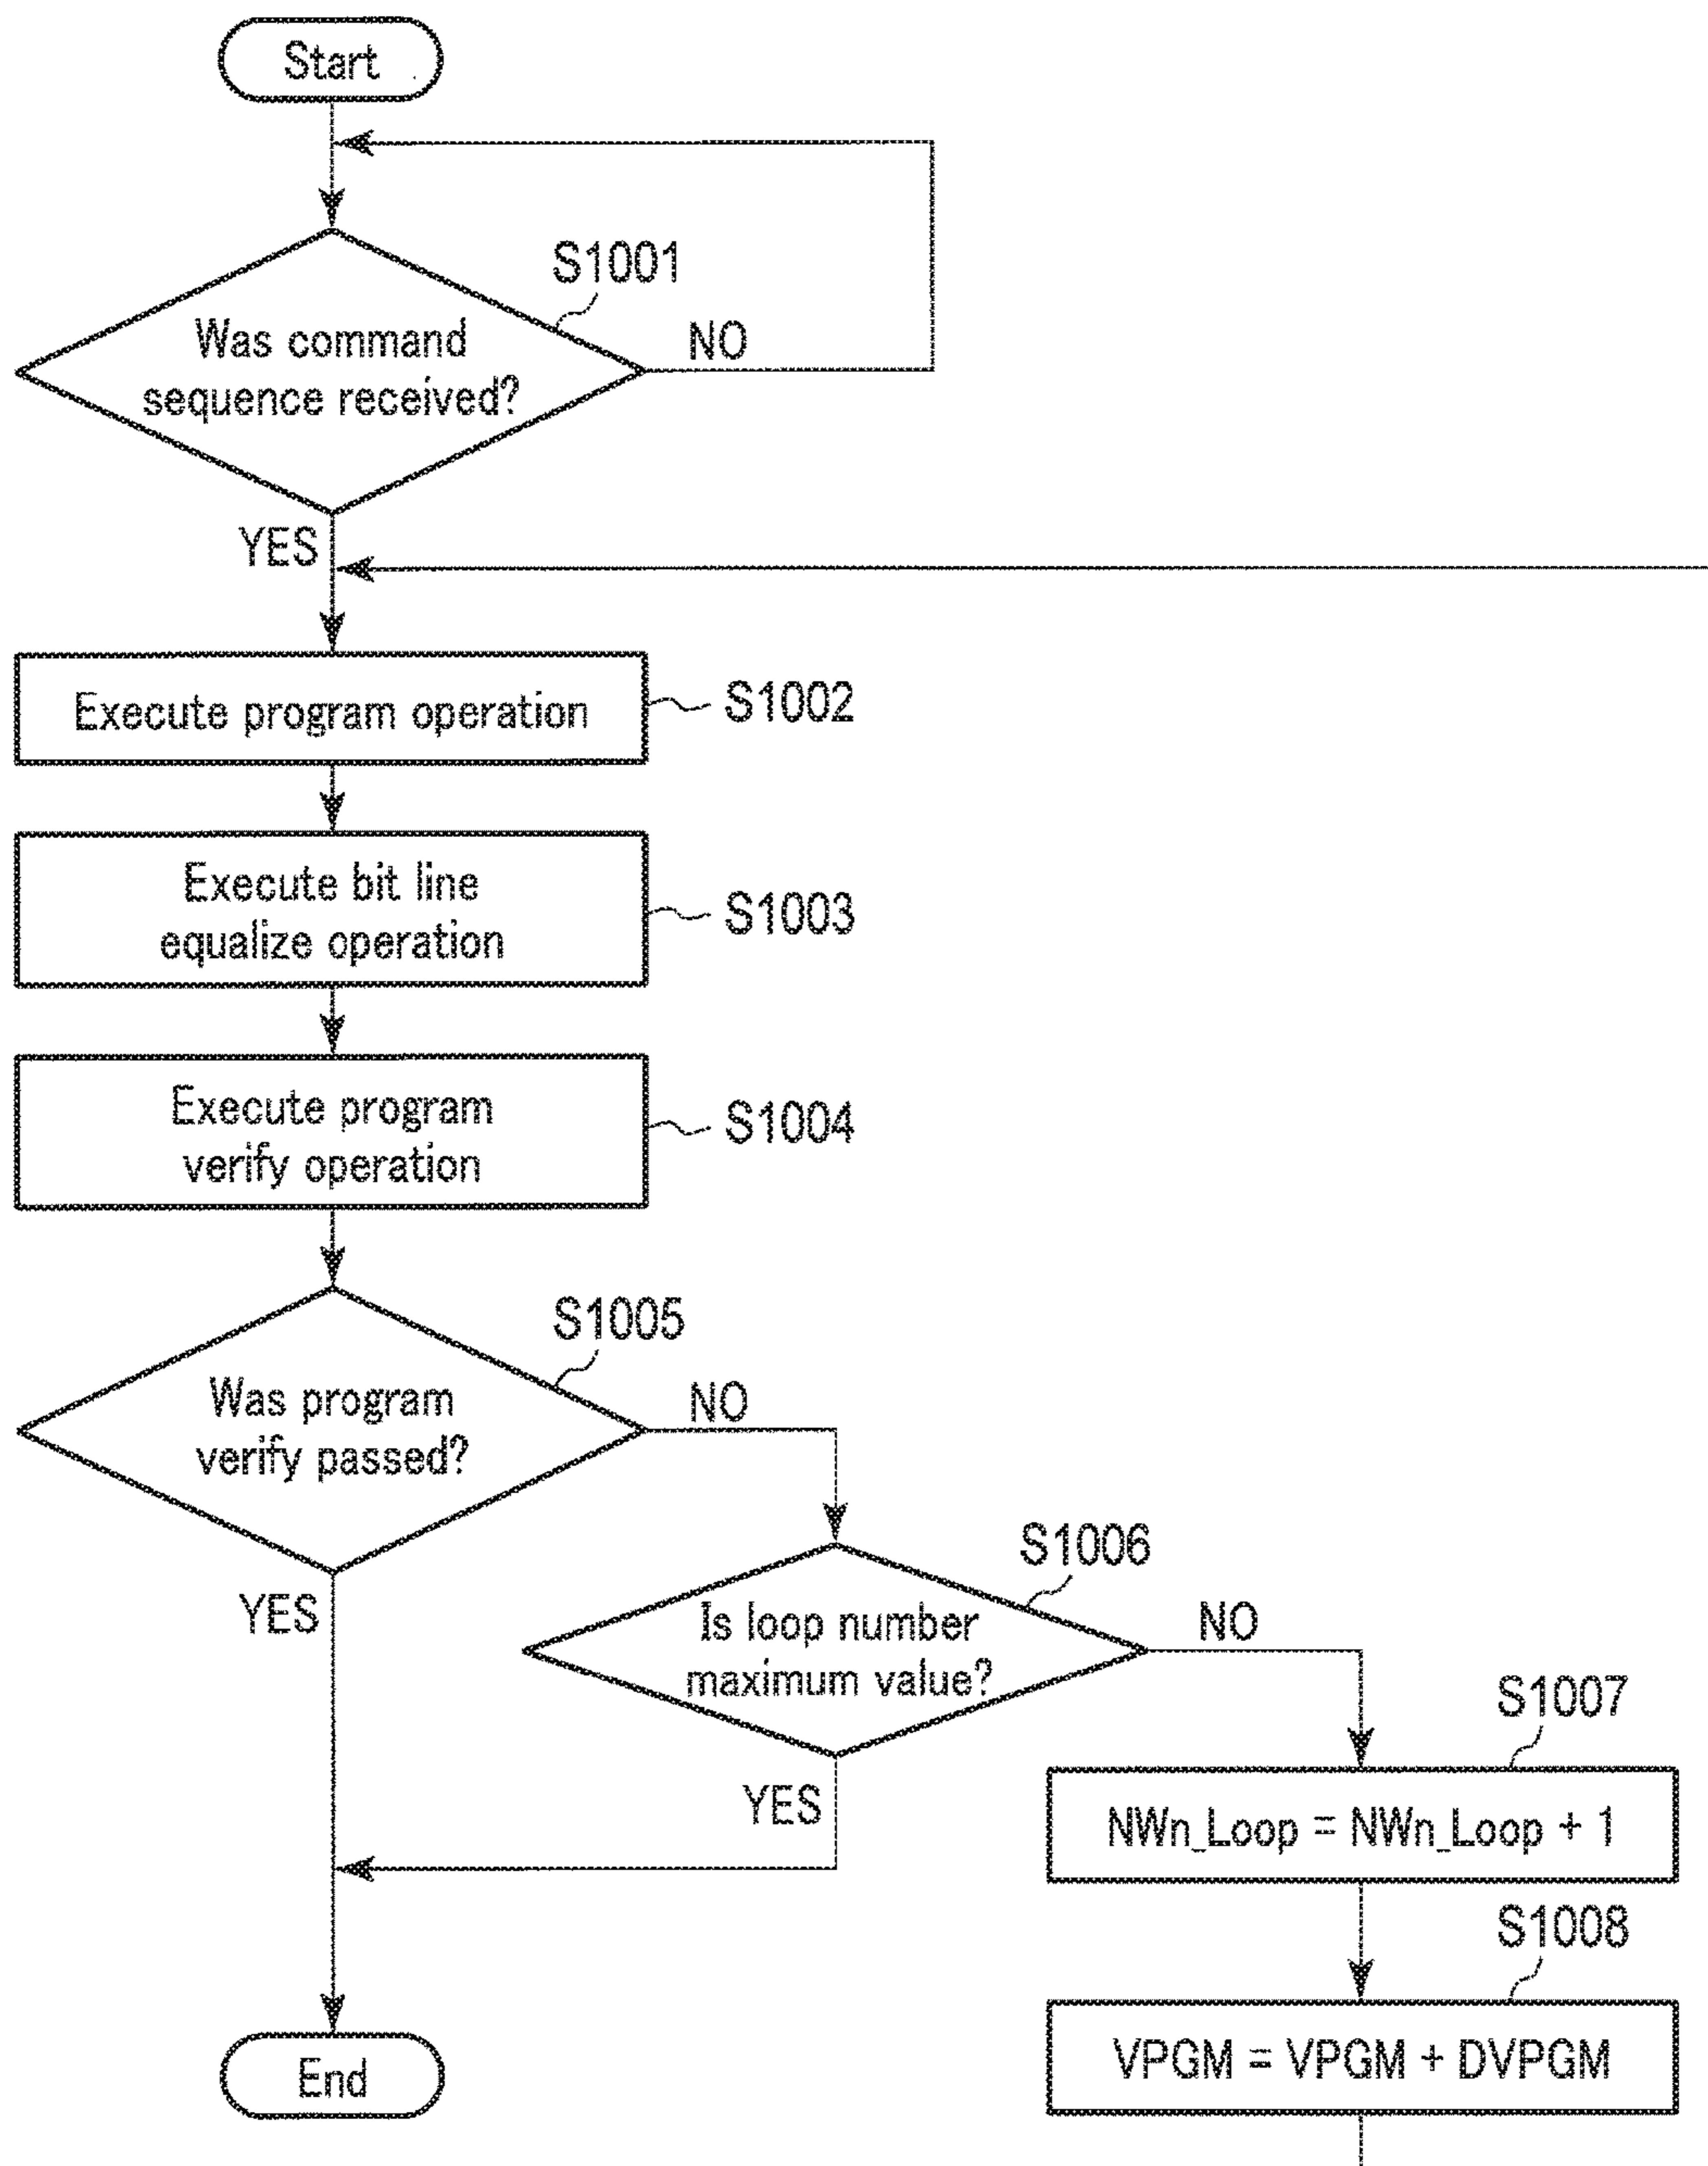 Start
S1001
Was command
sequence received?
NO
YES
Execute program operation
S1002
Execute bit line
equalize operation
S1003
Execute program
verify operation
S1004
S1005
Was program
verify passed?
NO
YES
S1006
Is loop number
maximum value?
NO
YES
S1007
NWn_Loop = NWn_Loop + 1
S1008
VPGM = VPGM + DVPGM
End